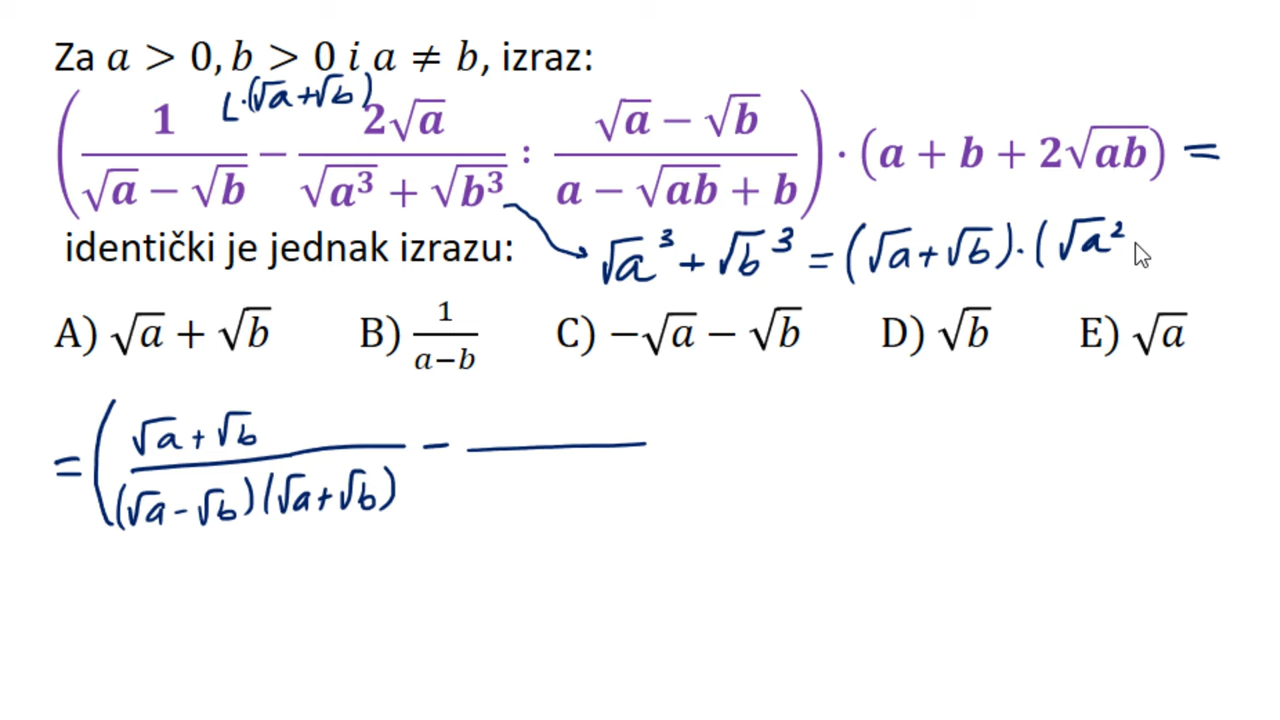 Za a > 0, b > 0 i a ≠ b, izraz:
⌊·(√a+√b)
(1/(√a − √b) − 2√a/(√a³ + √b³) : (√a − √b)/(a − √ab + b)) · (a + b + 2√ab) =
identički je jednak izrazu:
√a³ + √b³ = (√a+√b)·(√a²
A) √a + √b B) 1/(a−b) C) −√a − √b D) √b E) √a
= ((√a+√b)/((√a-√b)(√a+√b)) −